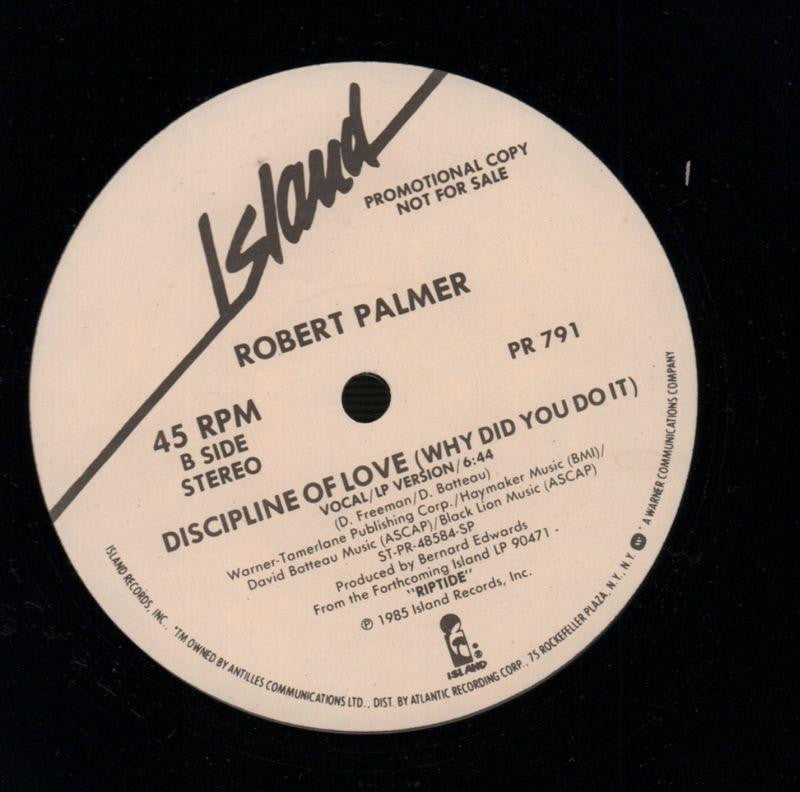 Island
PROMOTIONAL COPY
NOT FOR SALE
ROBERT PALMER
PR 791
45 RPM
B SIDE
STEREO
DISCIPLINE OF LOVE (WHY DID YOU DO IT)
VOCAL/LP VERSION/6:44
(D. Freeman/D. Batteau)
Warner-Tamerlane Publishing Corp./Haymaker Music (BMI)/
David Batteau Music (ASCAP)/Black Lion Music (ASCAP)
ST-PR-48584-SP
Produced by Bernard Edwards
From the Forthcoming Island LP 90471 -
"RIPTIDE"
℗ 1985 Island Records, Inc.
ISLAND®
ISLAND RECORDS, INC., *TM OWNED BY ANTILLES COMMUNICATIONS LTD., DIST. BY ATLANTIC RECORDING CORP., 75 ROCKEFELLER PLAZA, N.Y., N.Y. W * A WARNER COMMUNICATIONS COMPANY